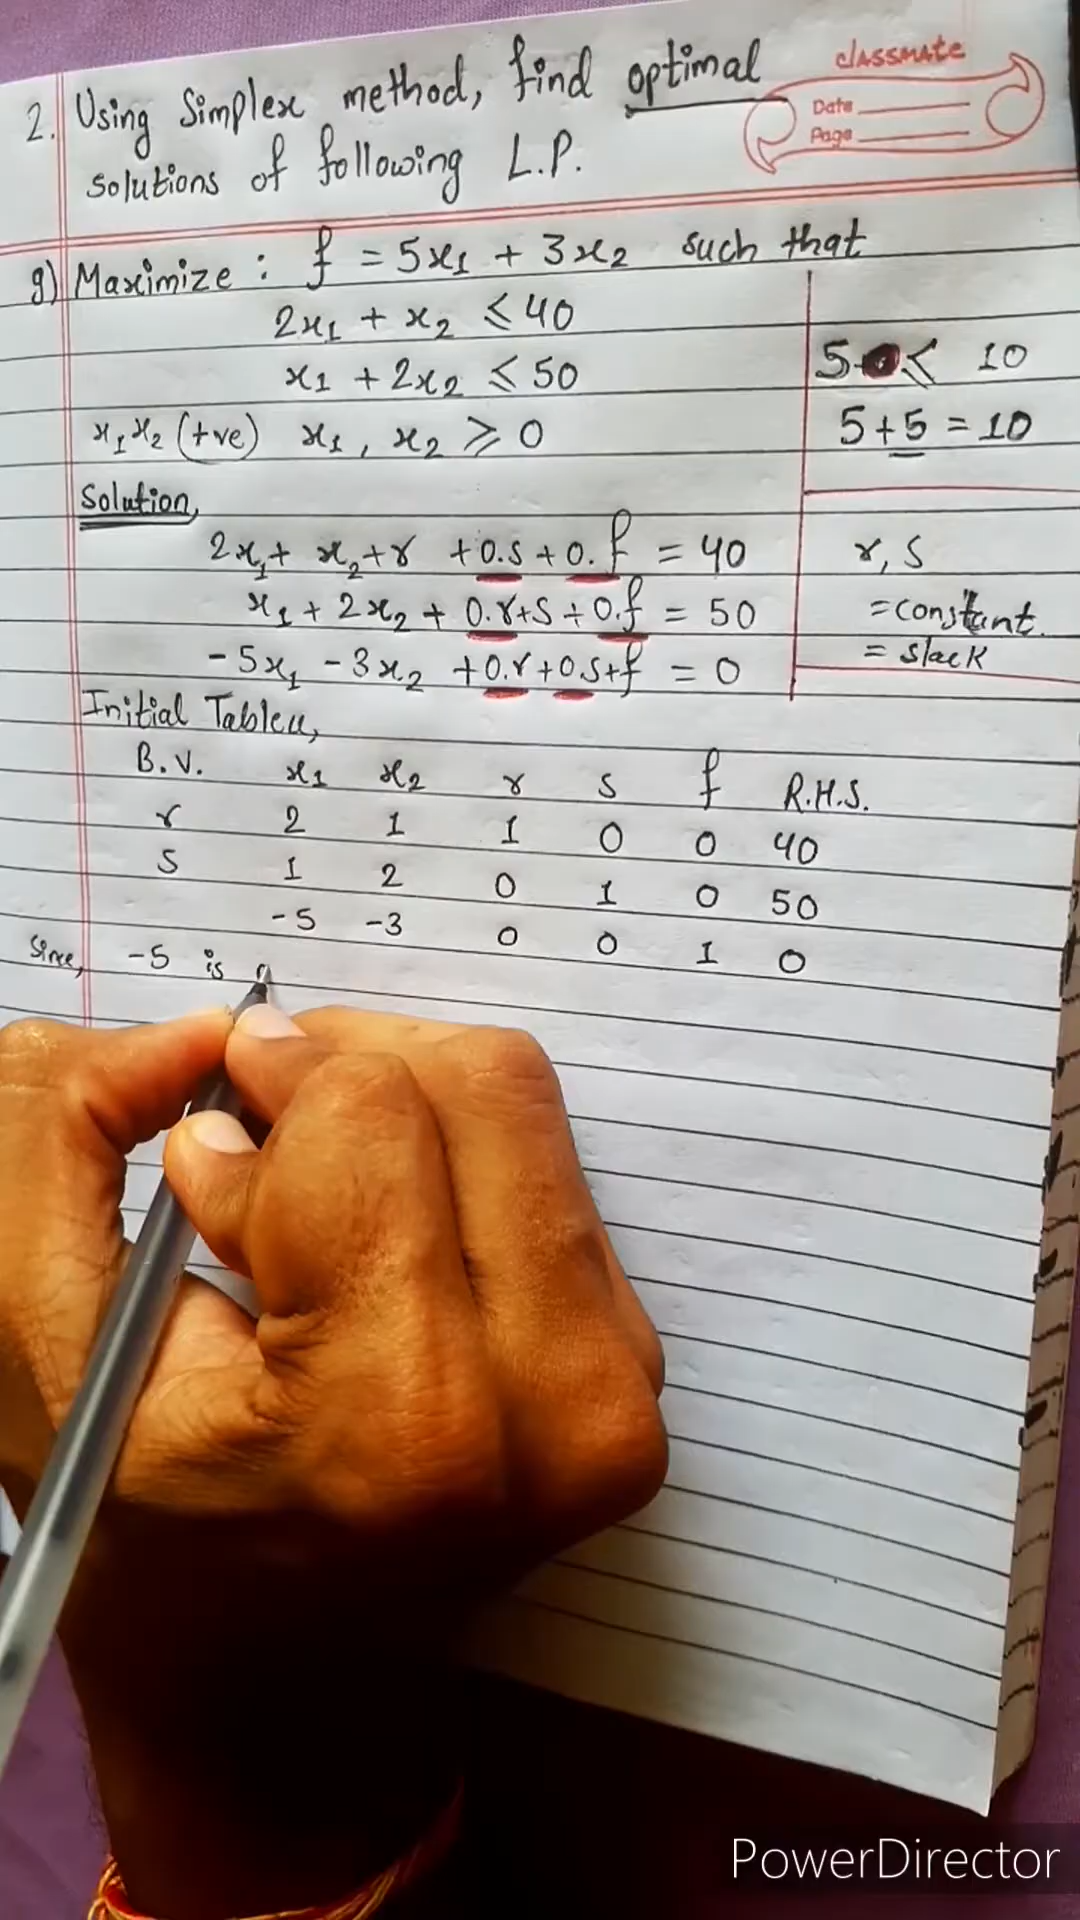 2. Using Simplex method, find optimal
solutions of following L.P.
classmate
Date
Page
g) Maximize : f = 5x₁ + 3x₂ such that
2x₁ + x₂ ≤ 40
x₁ + 2x₂ ≤ 50
x₁x₂ (+ve) x₁, x₂ ≥ 0
5 ≤ 10
5+5 = 10
Solution,
2x₁ + x₂ + r + 0.s + 0.f = 40
x₁ + 2x₂ + 0.r + s + 0.f = 50
-5x₁ - 3x₂ + 0.r + 0.s + f = 0
r, s
= constant.
= slack
Initial Tableu,
B.V. x₁ x₂ r s f R.H.S.
r 2 1 1 0 0 40
s 1 2 0 1 0 50
-5 -3 0 0 1 0
Since, -5 is
PowerDirector